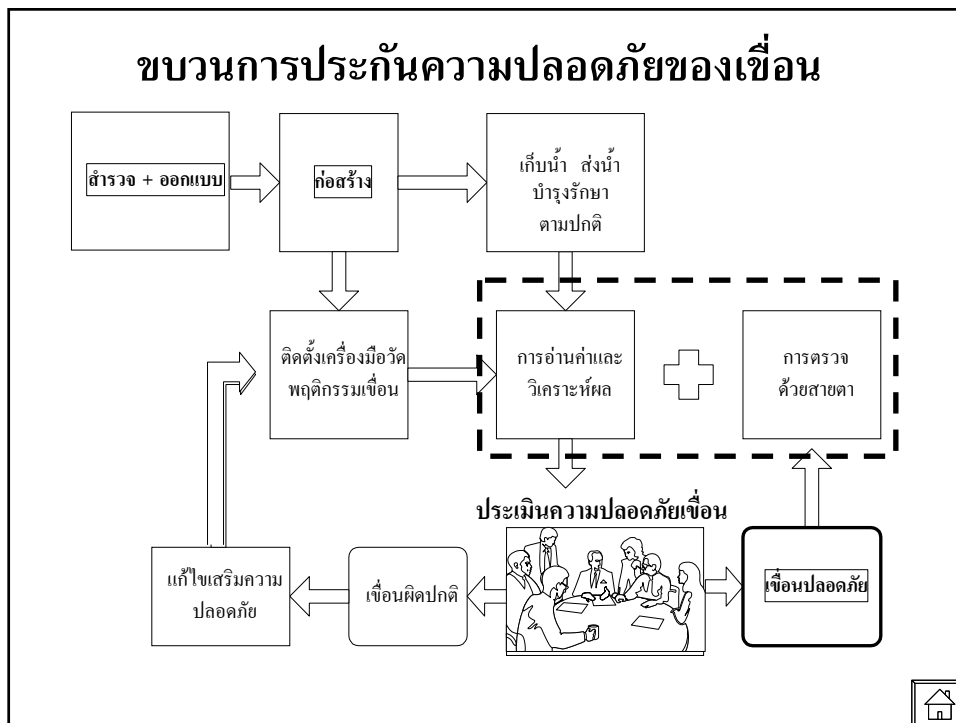 ขบวนการประกันความปลอดภัยของเขื่อน
สำรวจ + ออกแบบ
ก่อสร้าง
เก็บน้ำ ส่งน้ำ
บำรุงรักษา
ตามปกติ
ติดตั้งเครื่องมือวัด
พฤติกรรมเขื่อน
การอ่านค่าและ
วิเคราะห์ผล
การตรวจ
ด้วยสายตา
ประเมินความปลอดภัยเขื่อน
แก้ไขเสริมความ
ปลอดภัย
เขื่อนผิดปกติ
เขื่อนปลอดภัย